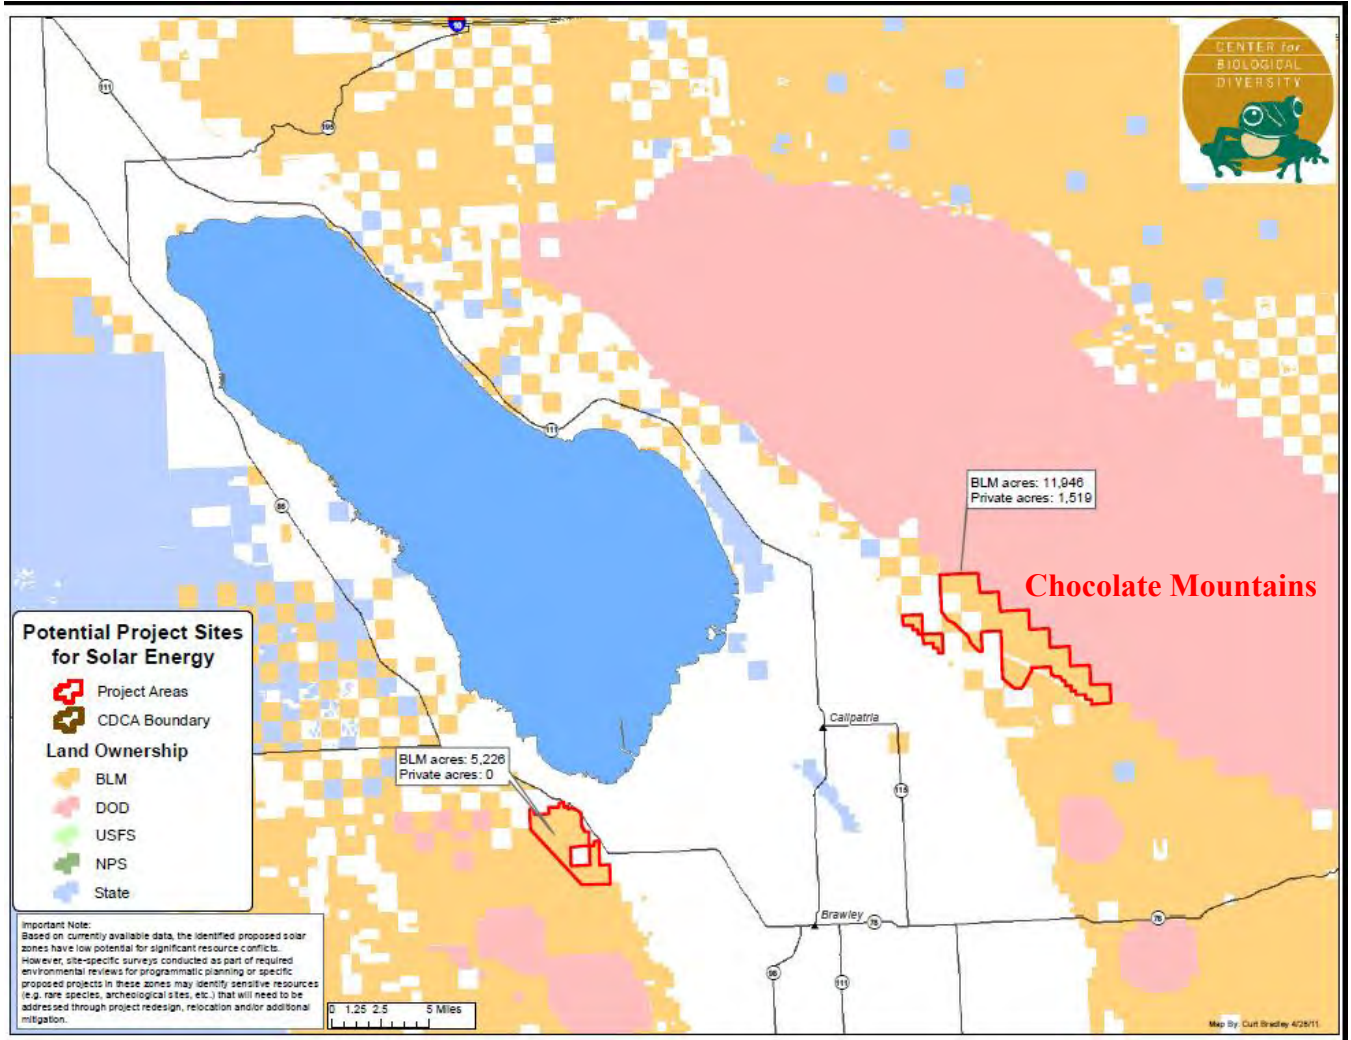 10
CENTER for
BIOLOGICAL
DIVERSITY
111
195
111
86
BLM acres: 11,946
Private acres: 1,519
Chocolate Mountains
Potential Project Sites
for Solar Energy
Project Areas
CDCA Boundary
Land Ownership
BLM
DOD
USFS
NPS
State
BLM acres: 5,226
Private acres: 0
Calipatria
115
Brawley
78
78
86
111
Important Note:
Based on currently available data, the identified proposed solar
zones have low potential for significant resource conflicts.
However, site-specific surveys conducted as part of required
environmental reviews for programmatic planning or specific
proposed projects in these zones may identify sensitive resources
(e.g. rare species, archeological sites, etc.) that will need to be
addressed through project redesign, relocation and/or additional
mitigation.
0 1.25 2.5 5 Miles
Map By: Curt Bradley 4/26/11